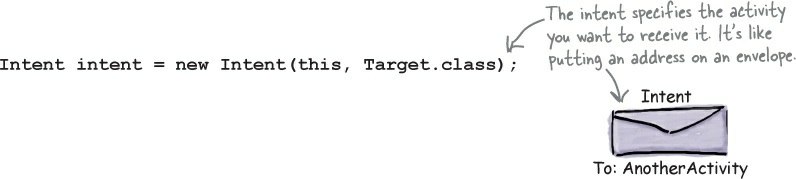 Intent intent = new Intent(this, Target.class);
The intent specifies the activity
you want to receive it. It's like
putting an address on an envelope.
Intent
To: AnotherActivity